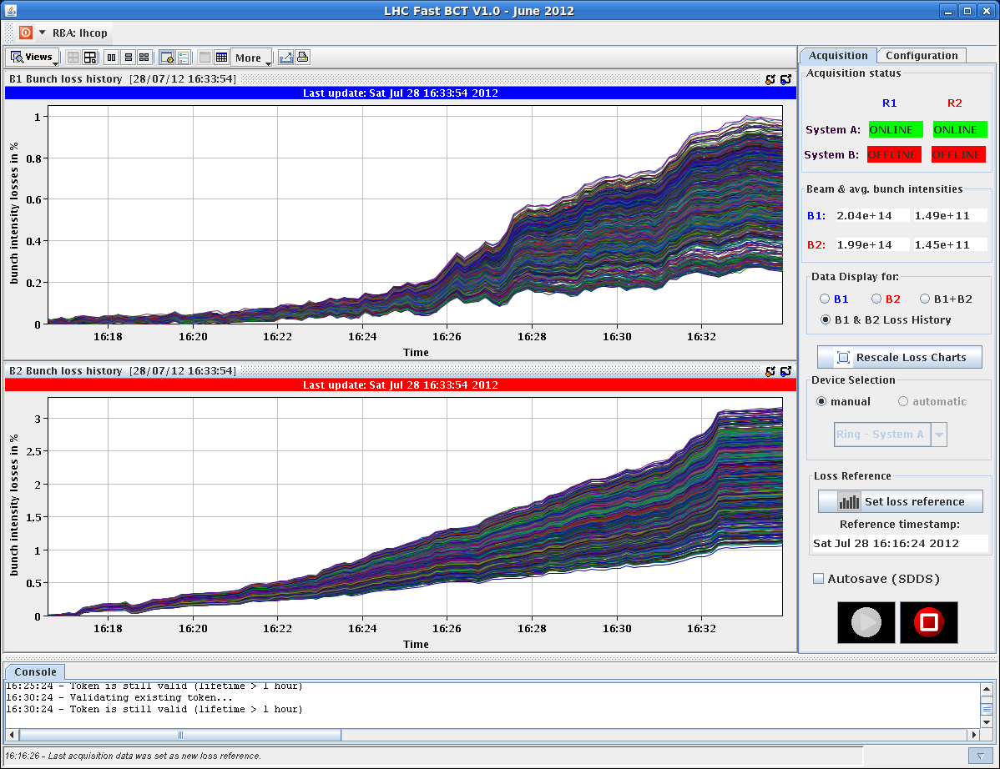 LHC Fast BCT V1.0 - June 2012
RBA: lhcop
Views
More
B1 Bunch loss history [28/07/12 16:33:54]
Last update: Sat Jul 28 16:33:54 2012
bunch intensity losses in %
1
0.8
0.6
0.4
0.2
0
16:18 16:20 16:22 16:24 16:26 16:28 16:30 16:32
Time
B2 Bunch loss history [28/07/12 16:33:54]
Last update: Sat Jul 28 16:33:54 2012
bunch intensity losses in %
3
2.5
2
1.5
1
0.5
0
16:18 16:20 16:22 16:24 16:26 16:28 16:30 16:32
Time
Acquisition Configuration
Acquisition status
R1 R2
System A: ONLINE ONLINE
System B: OFFLINE OFFLINE
Beam & avg. bunch intensities
B1: 2.04e+14 1.49e+11
B2: 1.99e+14 1.45e+11
Data Display for:
B1 B2 B1+B2
B1 & B2 Loss History
Rescale Loss Charts
Device Selection
manual automatic
Ring - System A
Loss Reference
Set loss reference
Reference timestamp:
Sat Jul 28 16:16:24 2012
Autosave (SDDS)
Console
16:25:24 - Token is still valid (lifetime > 1 hour)
16:30:24 - Validating existing token...
16:30:24 - Token is still valid (lifetime > 1 hour)
16:16:26 - Last acquisition data was set as new loss reference.